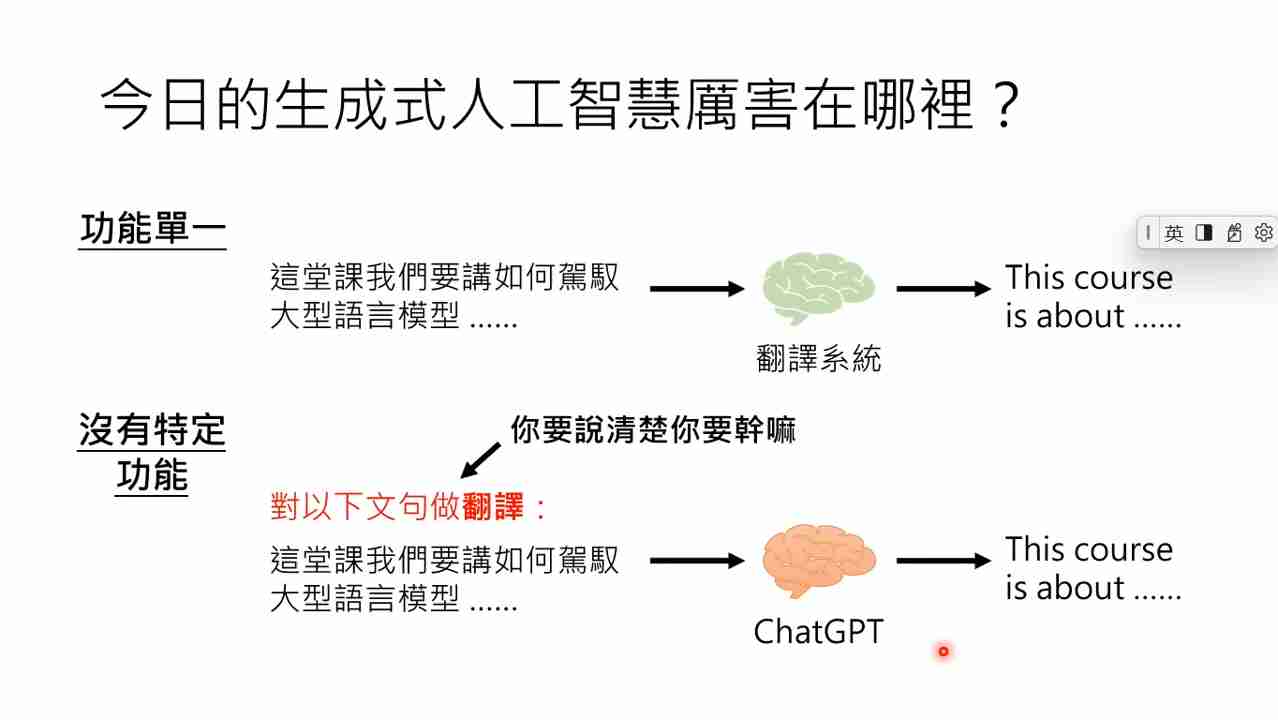 今日的生成式人工智慧厲害在哪裡？
功能單一
這堂課我們要講如何駕馭
大型語言模型 ......
翻譯系統
This course
is about ......
英
沒有特定
功能
你要說清楚你要幹嘛
對以下文句做翻譯：
這堂課我們要講如何駕馭
大型語言模型 ......
ChatGPT
This course
is about ......